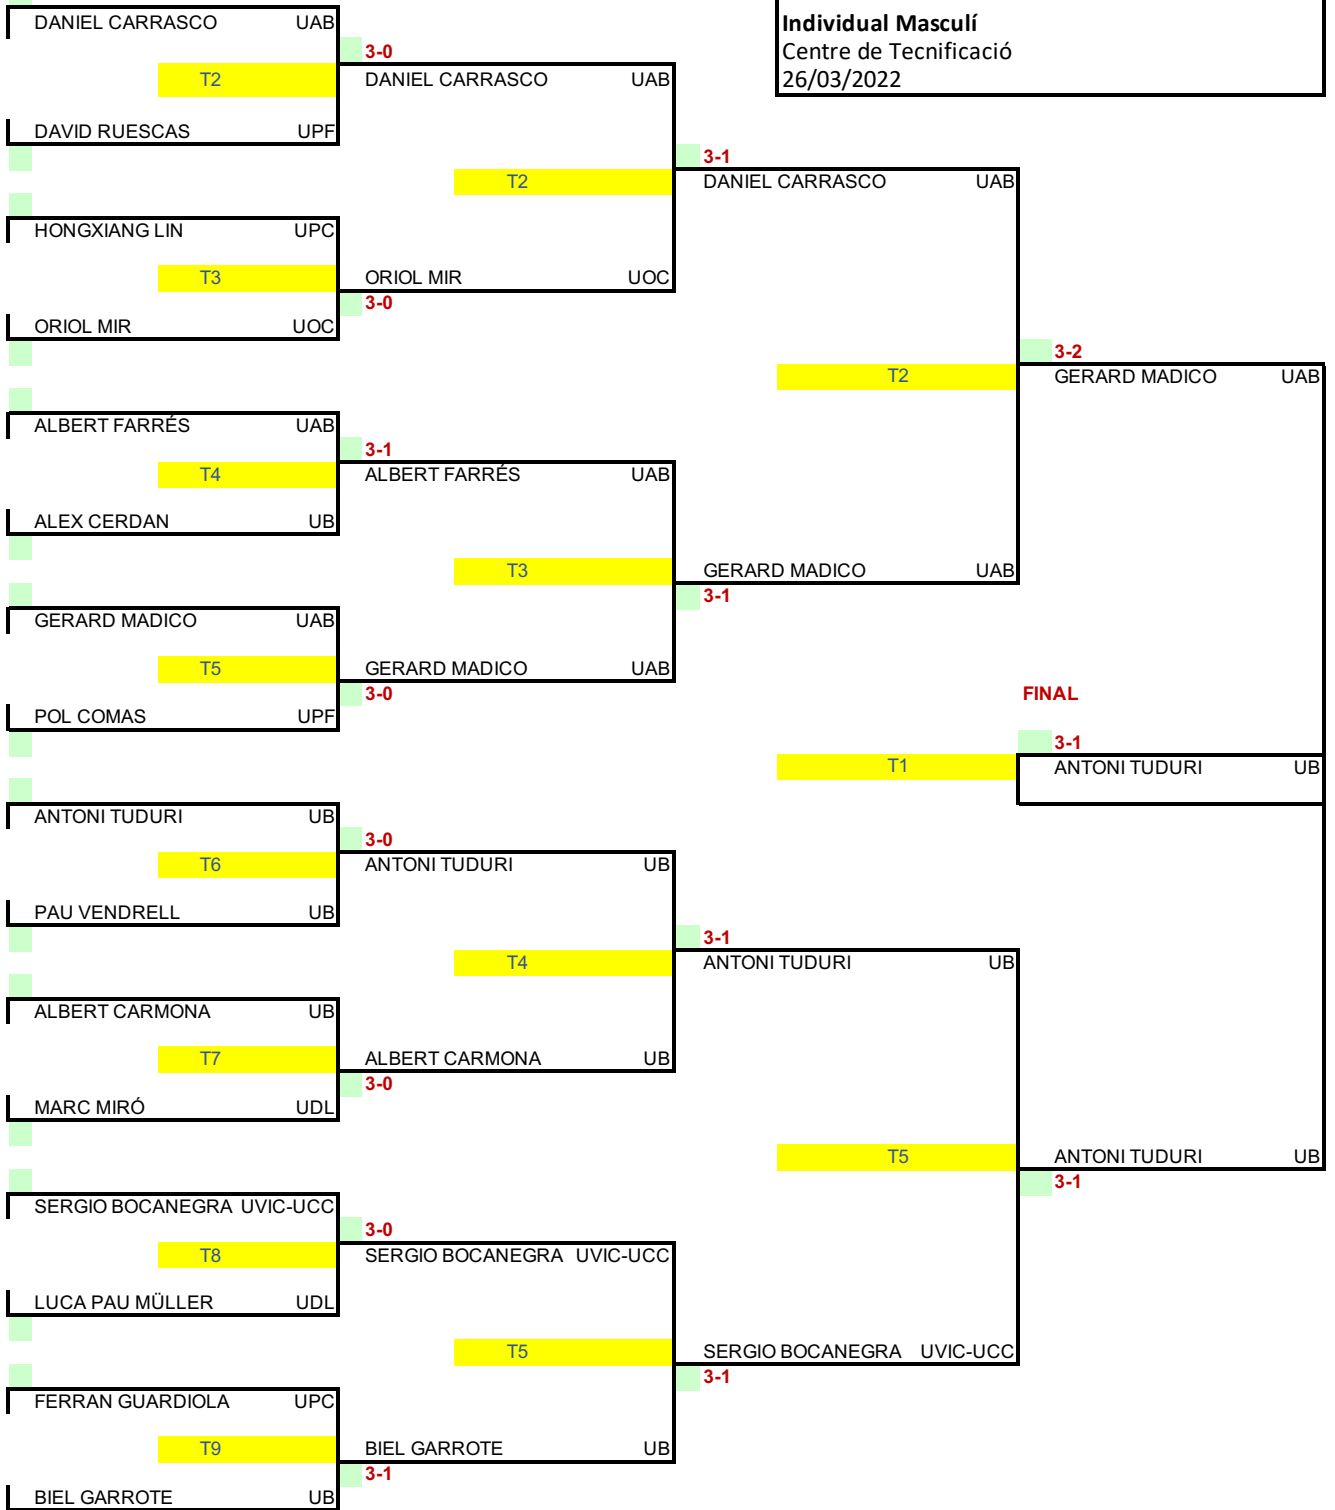 Individual Masculí
Centre de Tecnificació
26/03/2022
DANIEL CARRASCO UAB
3-0
T2 DANIEL CARRASCO UAB
DAVID RUESCAS UPF
3-1
T2 DANIEL CARRASCO UAB
HONGXIANG LIN UPC
T3 ORIOL MIR UOC
3-0
ORIOL MIR UOC
3-2
T2 GERARD MADICO UAB
ALBERT FARRÉS UAB
3-1
T4 ALBERT FARRÉS UAB
ALEX CERDAN UB
T3 GERARD MADICO UAB
3-1
GERARD MADICO UAB
T5 GERARD MADICO UAB
3-0
FINAL
POL COMAS UPF
3-1
T1 ANTONI TUDURI UB
ANTONI TUDURI UB
3-0
T6 ANTONI TUDURI UB
PAU VENDRELL UB
3-1
T4 ANTONI TUDURI UB
ALBERT CARMONA UB
T7 ALBERT CARMONA UB
3-0
MARC MIRÓ UDL
T5 ANTONI TUDURI UB
3-1
SERGIO BOCANEGRA UVIC-UCC
3-0
T8 SERGIO BOCANEGRA UVIC-UCC
LUCA PAU MÜLLER UDL
T5 SERGIO BOCANEGRA UVIC-UCC
3-1
FERRAN GUARDIOLA UPC
T9 BIEL GARROTE UB
3-1
BIEL GARROTE UB